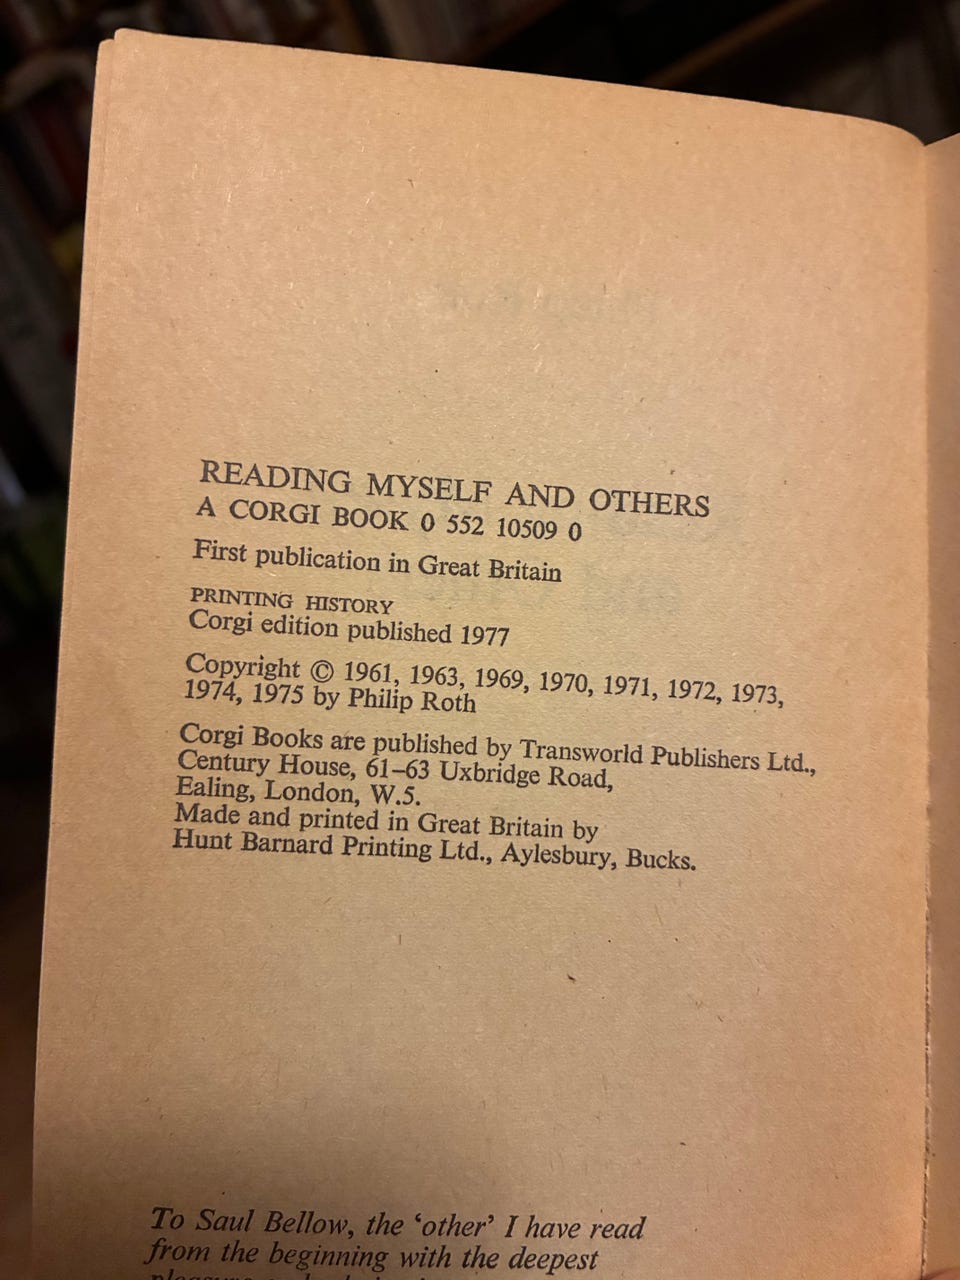 READING MYSELF AND OTHERS
A CORGI BOOK 0 552 10509 0
First publication in Great Britain
PRINTING HISTORY
Corgi edition published 1977
Copyright © 1961, 1963, 1969, 1970, 1971, 1972, 1973,
1974, 1975 by Philip Roth
Corgi Books are published by Transworld Publishers Ltd.,
Century House, 61–63 Uxbridge Road,
Ealing, London, W.5.
Made and printed in Great Britain by
Hunt Barnard Printing Ltd., Aylesbury, Bucks.
To Saul Bellow, the ‘other’ I have read
from the beginning with the deepest